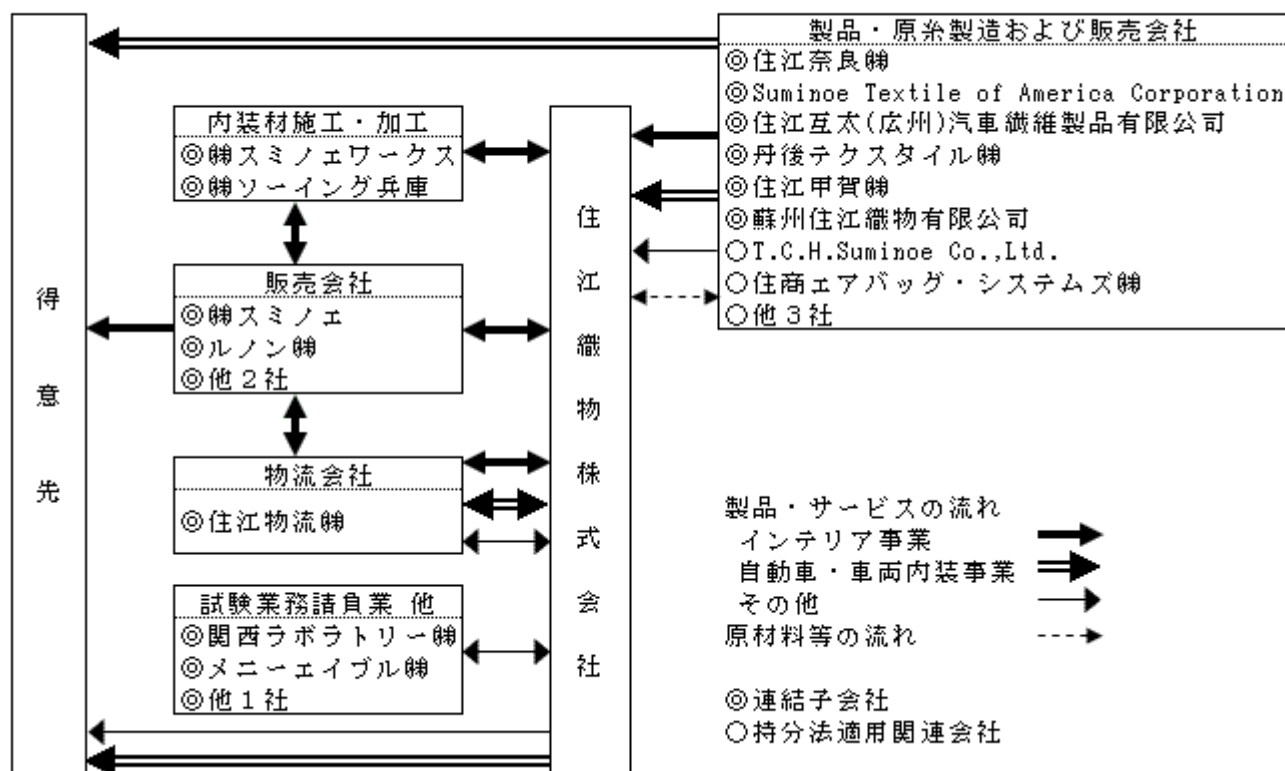 得意先
内装材施工・加工
◎㈱スミノエワークス
◎㈱ソーイング兵庫
販売会社
◎㈱スミノエ
◎ルノン㈱
◎他２社
物流会社
◎住江物流㈱
試験業務請負業 他
◎関西ラボラトリー㈱
◎メニーエイブル㈱
◎他１社
住江織物株式会社
製品・原糸製造および販売会社
◎住江奈良㈱
◎Suminoe Textile of America Corporation
◎住江互太(広州)汽車繊維製品有限公司
◎丹後テクスタイル㈱
◎住江甲賀㈱
◎蘇州住江織物有限公司
○T.C.H.Suminoe Co.,Ltd.
○住商エアバッグ・システムズ㈱
○他３社
製品・サービスの流れ
インテリア事業
自動車・車両内装事業
その他
原材料等の流れ
◎連結子会社
○持分法適用関連会社